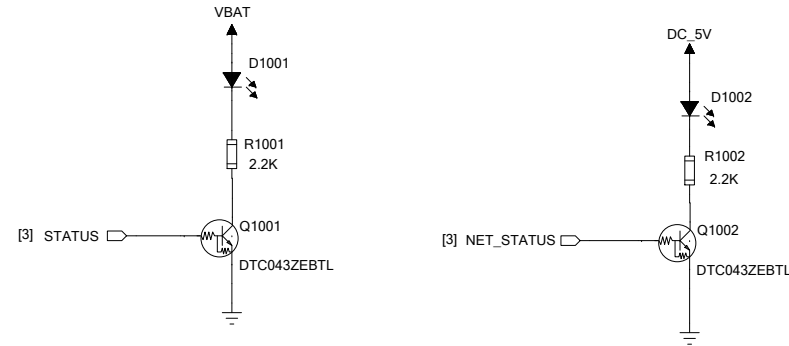 VBAT
D1001
R1001
2.2K
[3] STATUS
Q1001
DTC043ZEBTL
DC_5V
D1002
R1002
2.2K
[3] NET_STATUS
Q1002
DTC043ZEBTL